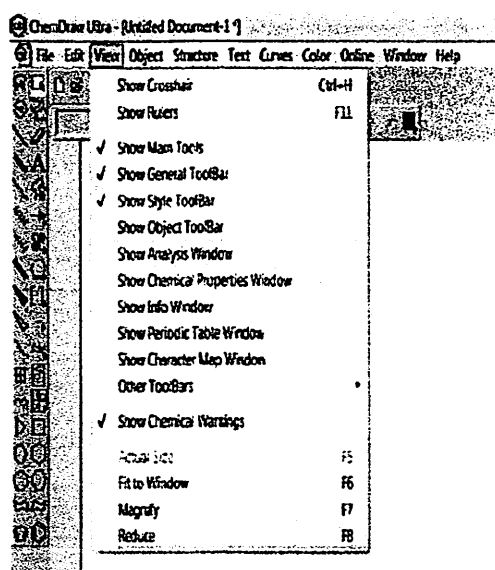 ChemDraw Ultra - [Untitled Document-1 *]
File Edit View Object Structure Text Curves Color Online Window Help
Show Crosshair Ctrl+H
Show Rulers F11
✓ Show Main Tools
✓ Show General ToolBar
✓ Show Style ToolBar
Show Object ToolBar
Show Analysis Window
Show Chemical Properties Window
Show Info Window
Show Periodic Table Window
Show Character Map Window
Other ToolBars
✓ Show Chemical Warnings
Actual Size F5
Fit to Window F6
Magnify F7
Reduce F8